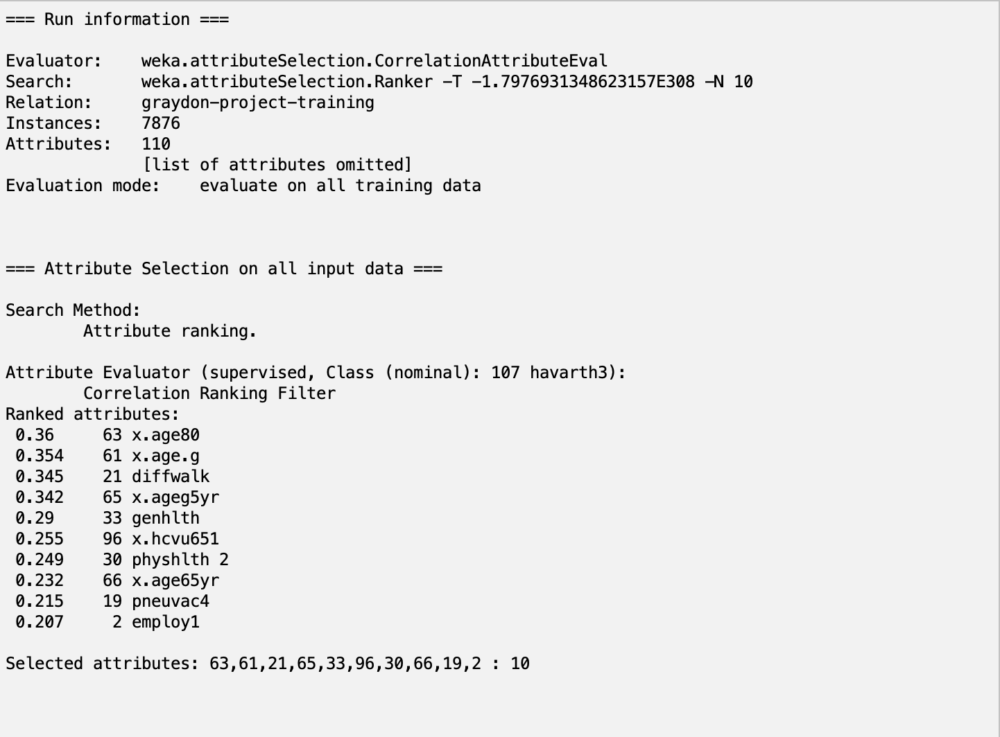 === Run information ===
Evaluator: weka.attributeSelection.CorrelationAttributeEval
Search: weka.attributeSelection.Ranker -T -1.7976931348623157E308 -N 10
Relation: graydon-project-training
Instances: 7876
Attributes: 110
[list of attributes omitted]
Evaluation mode: evaluate on all training data
=== Attribute Selection on all input data ===
Search Method:
Attribute ranking.
Attribute Evaluator (supervised, Class (nominal): 107 havarth3):
Correlation Ranking Filter
Ranked attributes:
0.36 63 x.age80
0.354 61 x.age.g
0.345 21 diffwalk
0.342 65 x.ageg5yr
0.29 33 genhlth
0.255 96 x.hcvu651
0.249 30 physhlth 2
0.232 66 x.age65yr
0.215 19 pneuvac4
0.207 2 employ1
Selected attributes: 63,61,21,65,33,96,30,66,19,2 : 10